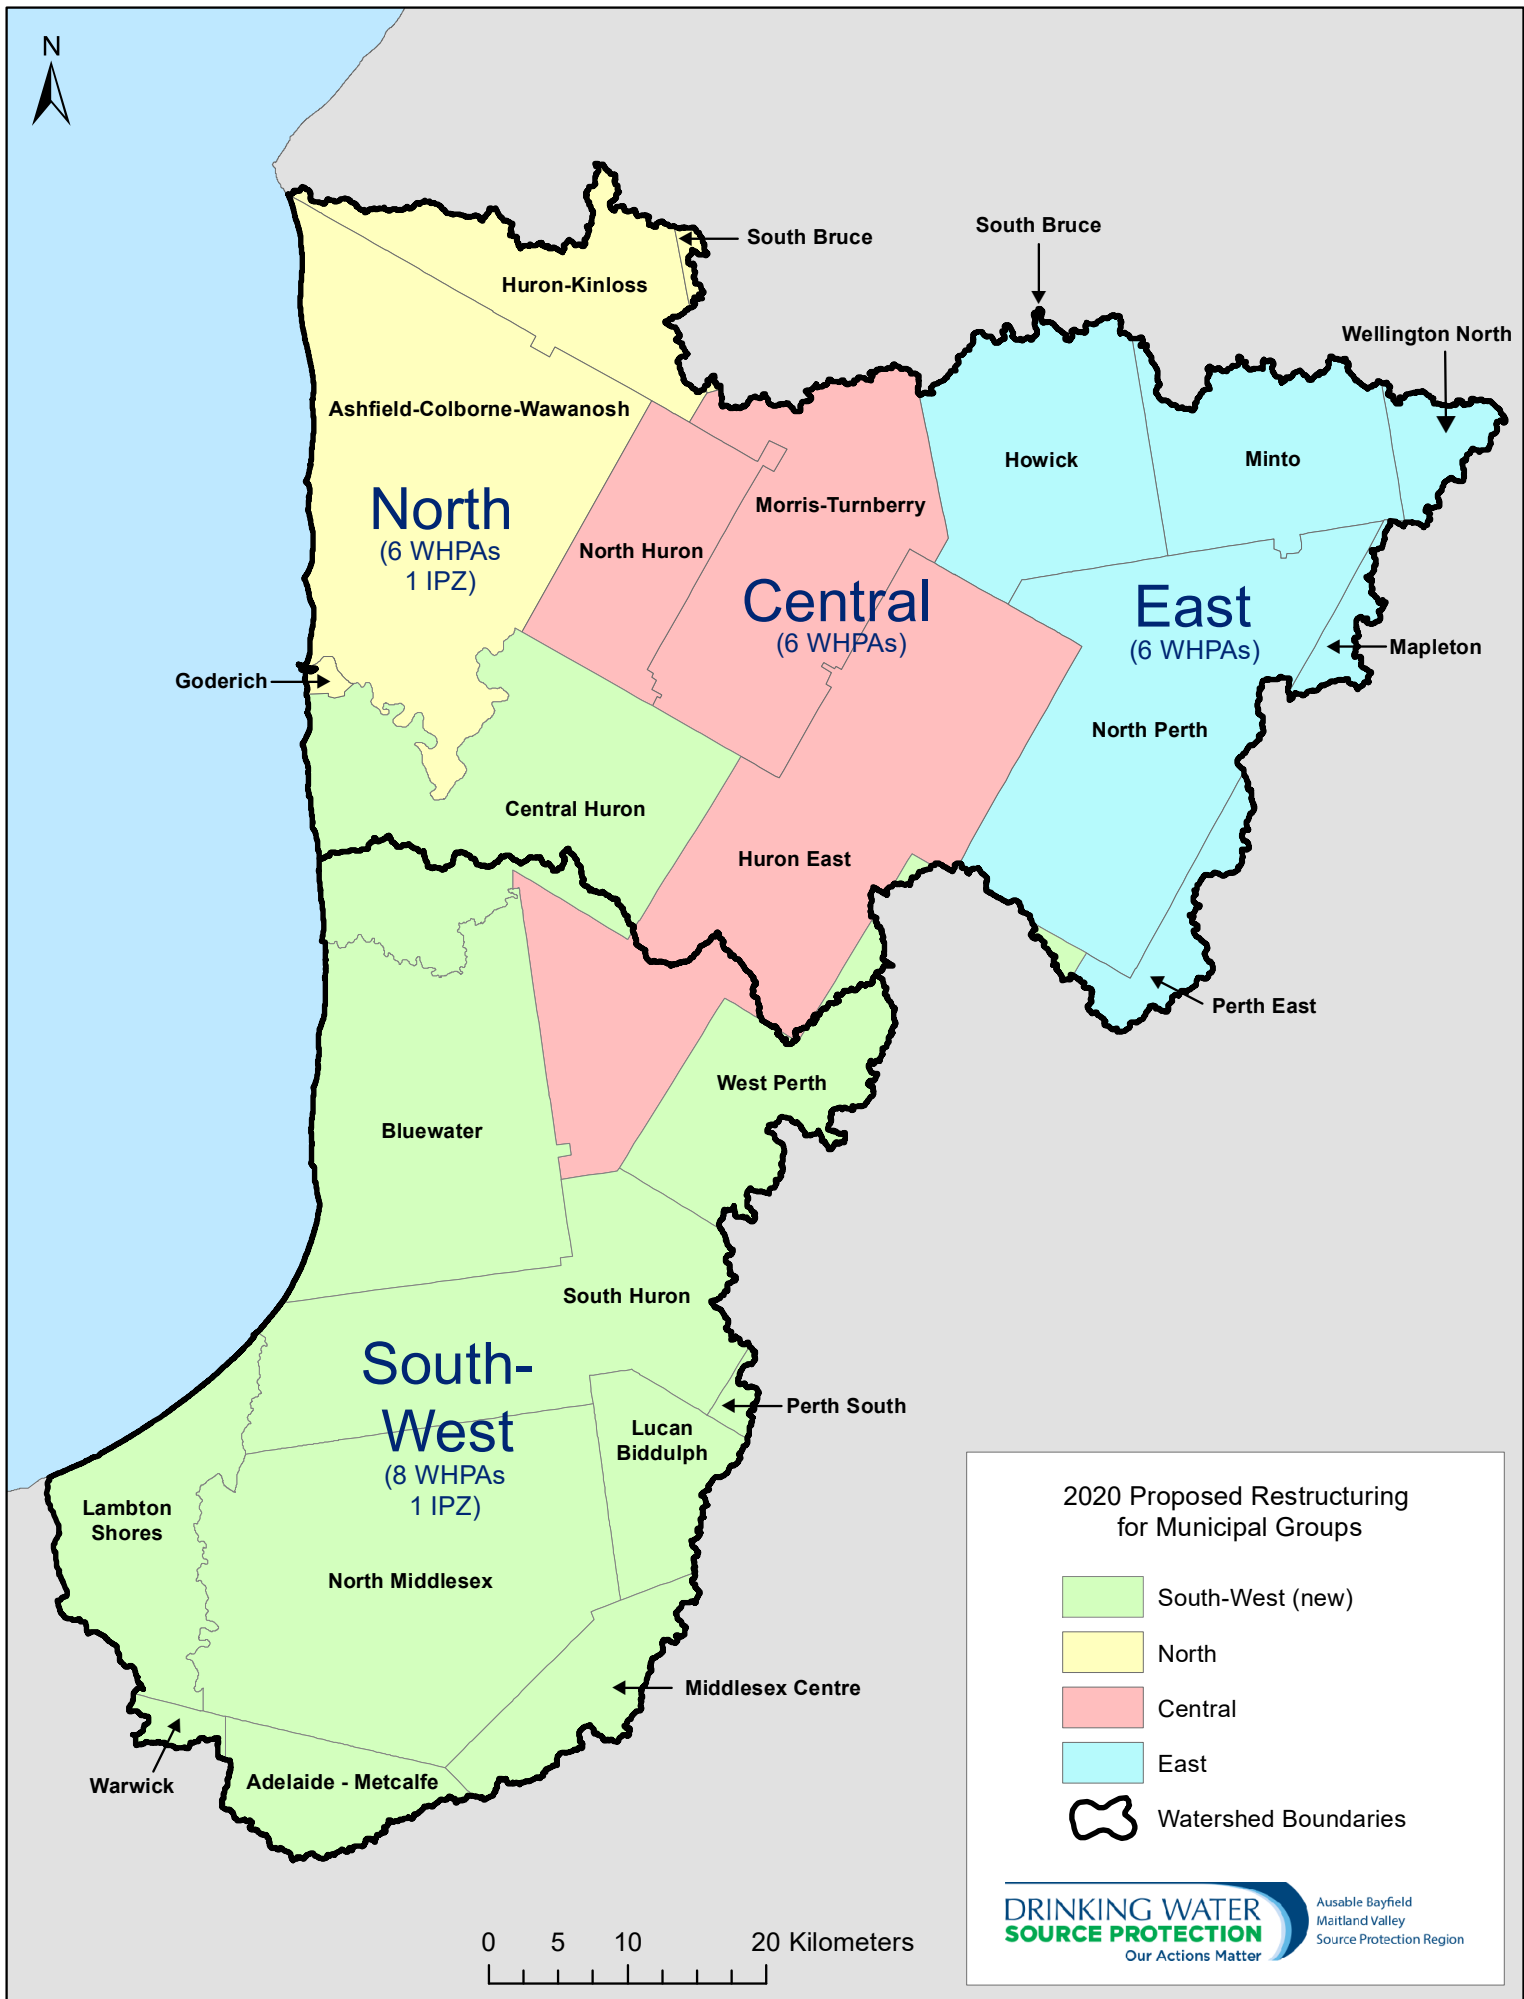 N
South Bruce
South Bruce
Huron-Kinloss
Wellington North
Ashfield-Colborne-Wawanosh
Howick
Minto
North
(6 WHPAs
1 IPZ)
Morris-Turnberry
North Huron
Central
(6 WHPAs)
East
(6 WHPAs)
Mapleton
Goderich
North Perth
Central Huron
Huron East
Perth East
West Perth
Bluewater
South Huron
South-
West
(8 WHPAs
1 IPZ)
Perth South
Lucan
Biddulph
Lambton
Shores
North Middlesex
Middlesex Centre
Warwick
Adelaide - Metcalfe
2020 Proposed Restructuring
for Municipal Groups
South-West (new)
North
Central
East
Watershed Boundaries
DRINKING WATER
SOURCE PROTECTION
Our Actions Matter
Ausable Bayfield
Maitland Valley
Source Protection Region
0 5 10 20 Kilometers